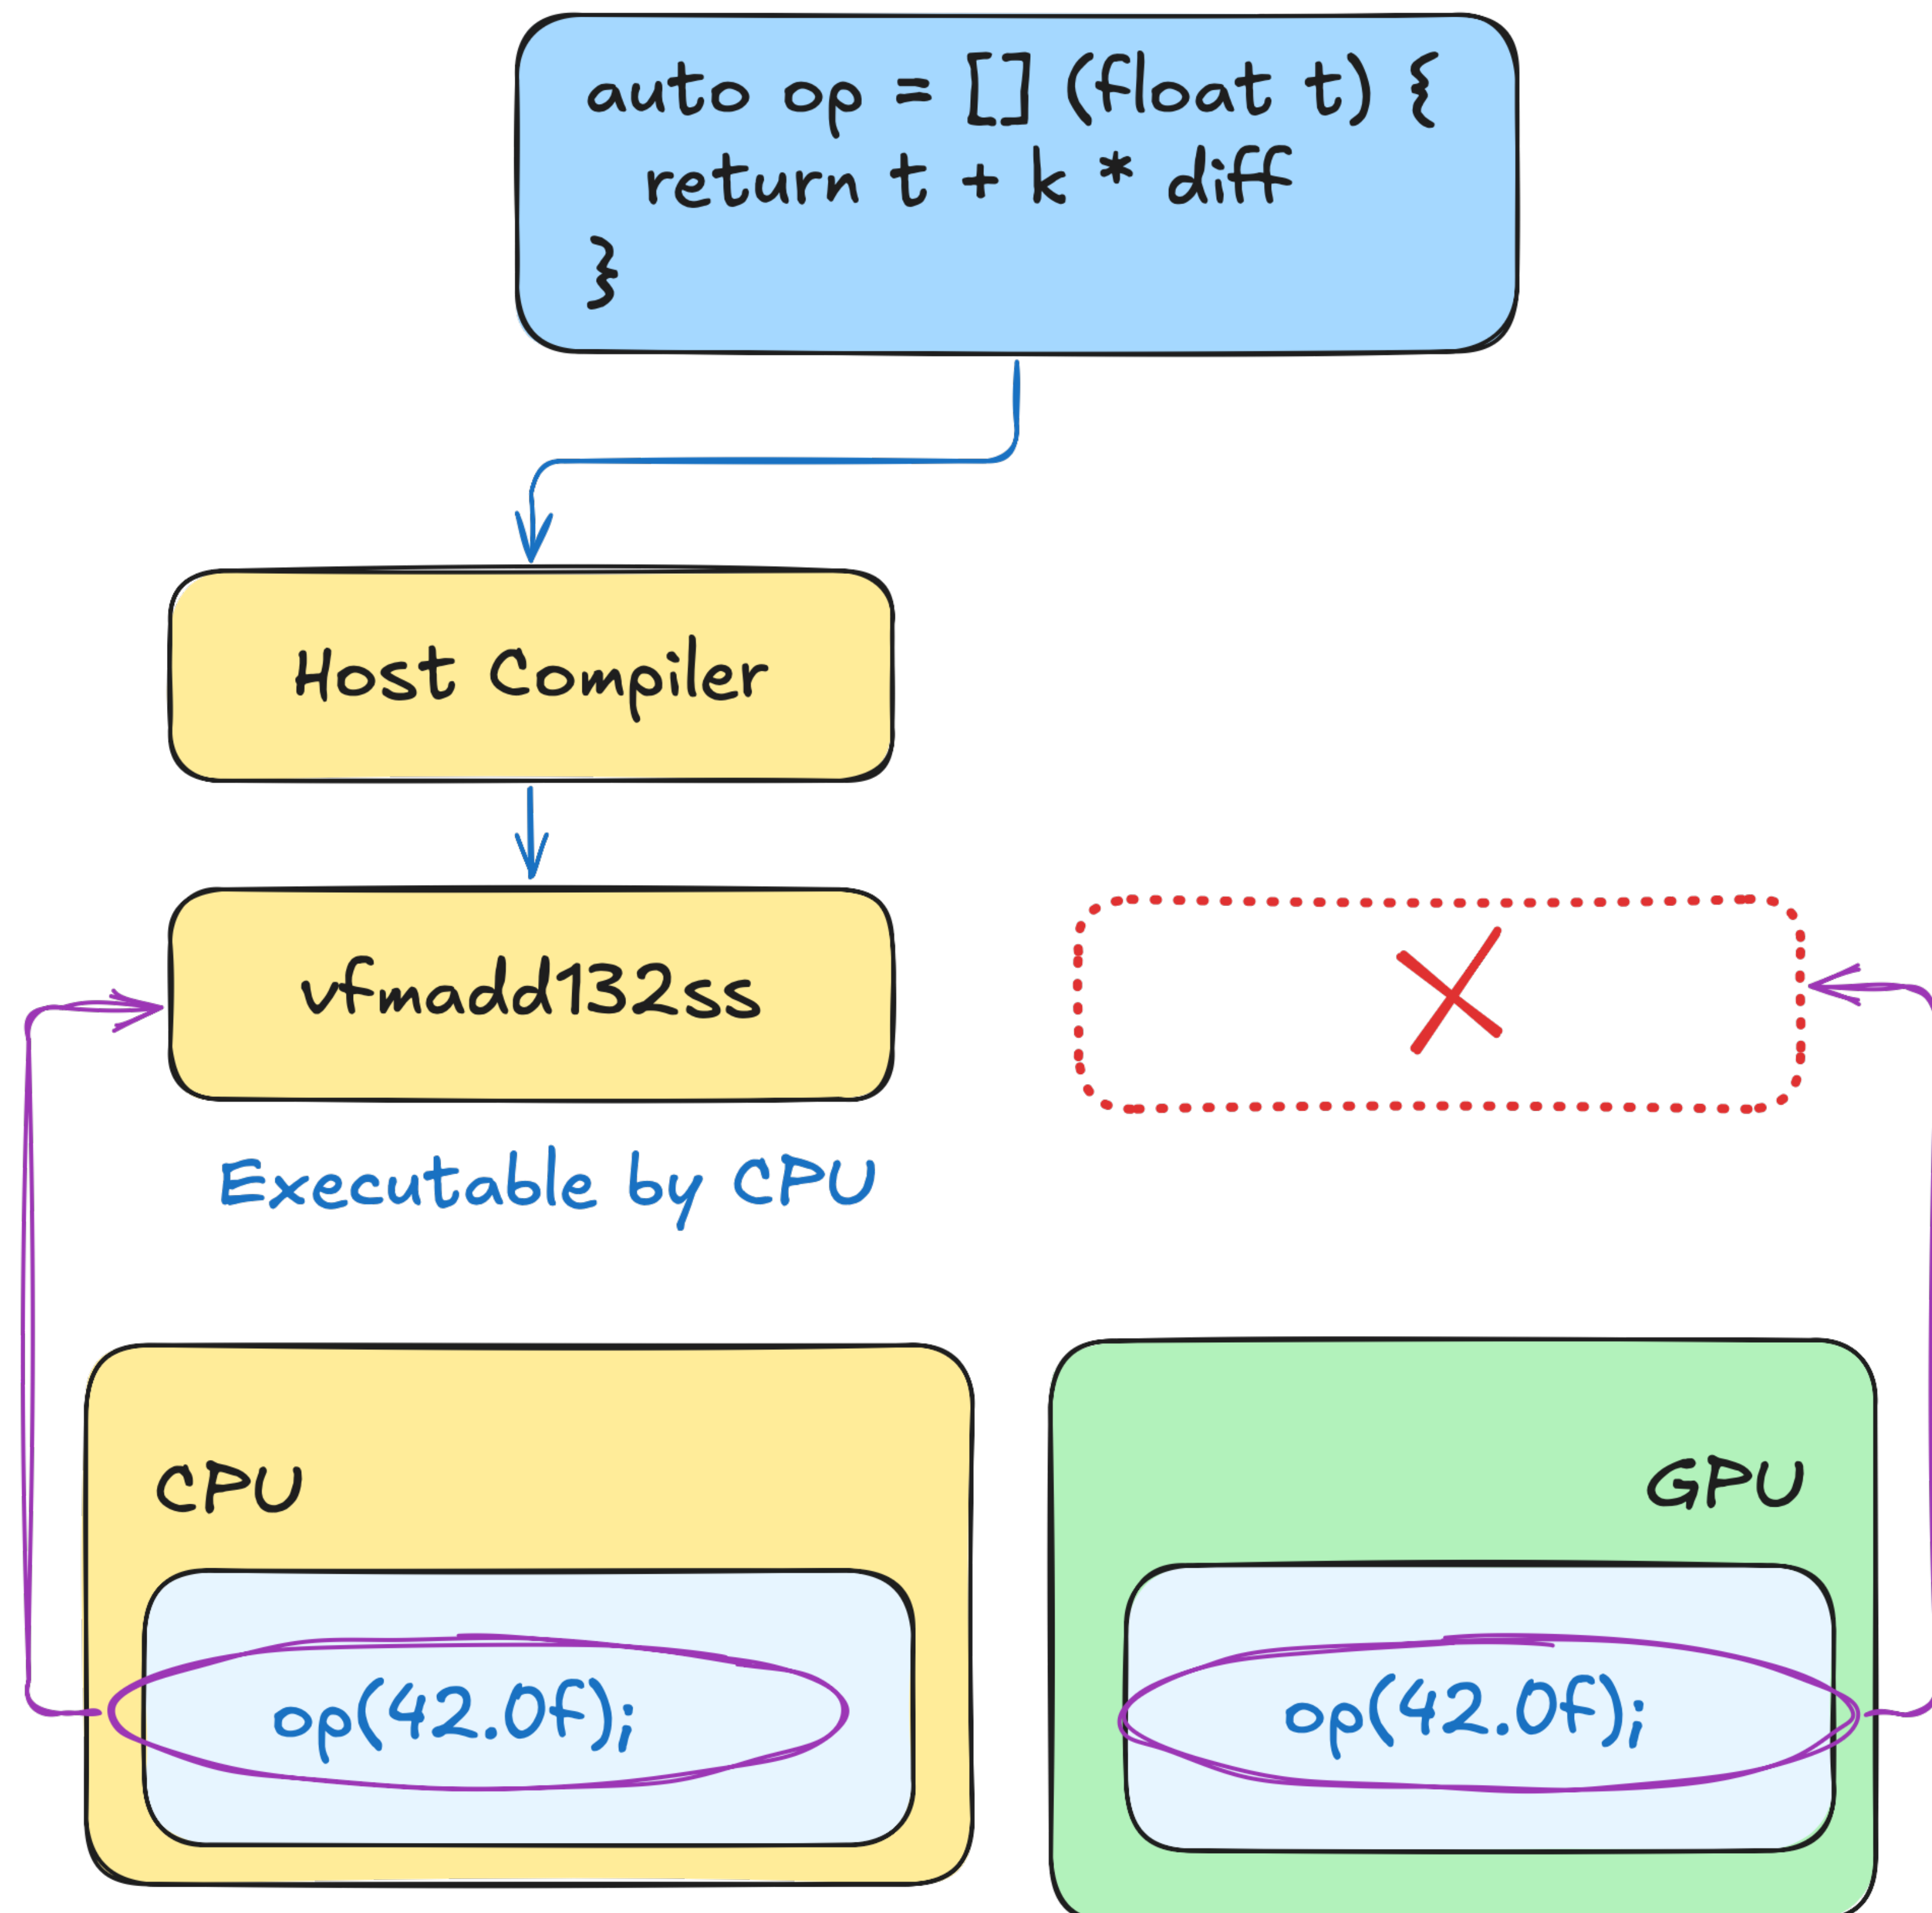 auto op = [] (float t) {
return t + k * diff
}
Host Compiler
vfmadd132ss
Executable by CPU
CPU
GPU
op(42.0f);
op(42.0f);